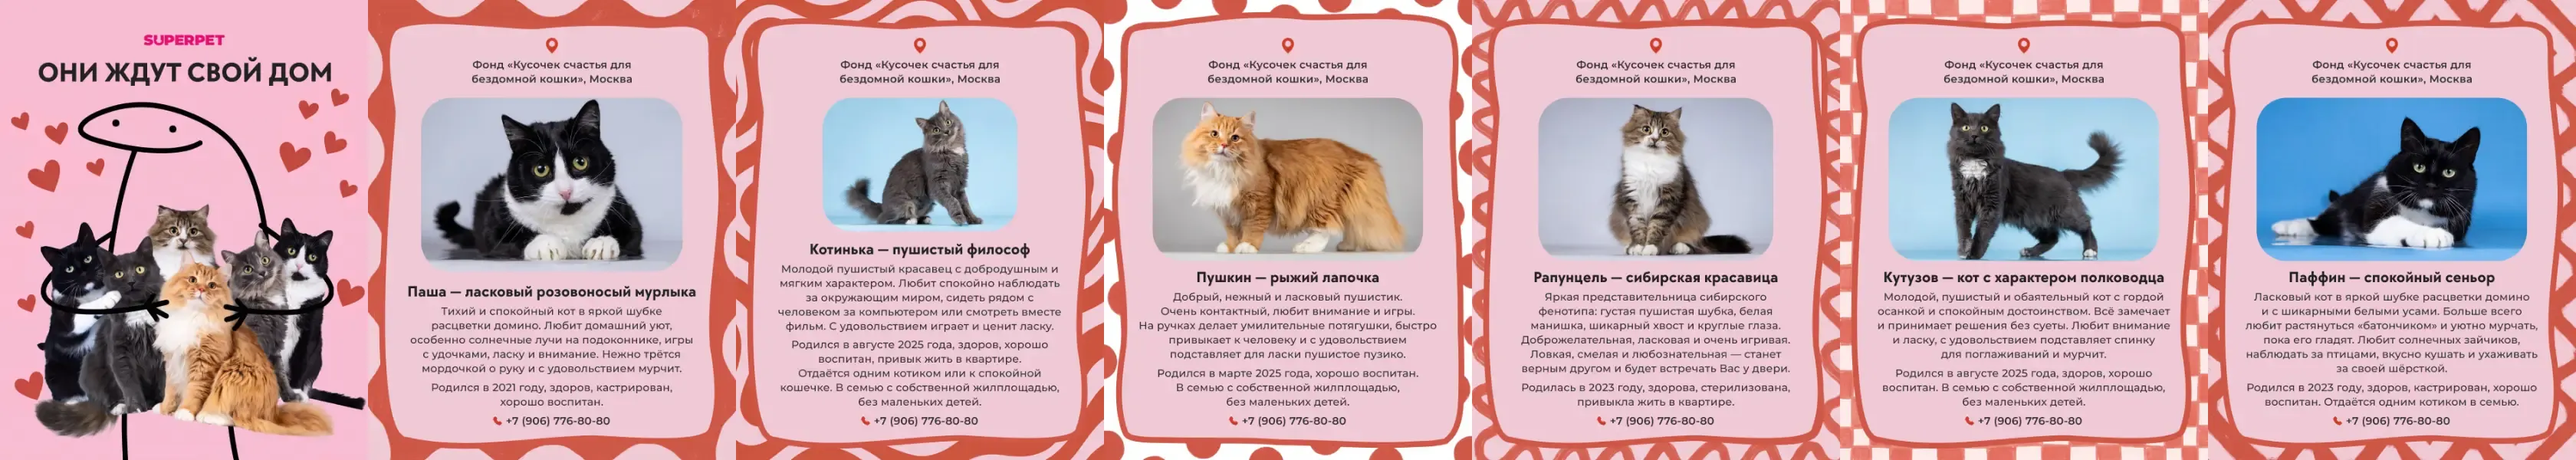 SUPERPET
ОНИ ЖДУТ СВОЙ ДОМ
Фонд «Кусочек счастья для
бездомной кошки», Москва
Паша — ласковый розовоносый мурлыка
Тихий и спокойный кот в яркой шубке
расцветки домино. Любит домашний уют,
особенно солнечные лучи на подоконнике, игры
с удочками, ласку и внимание. Нежно трётся
мордочкой о руку и с удовольствием мурчит.
Родился в 2021 году, здоров, кастрирован,
хорошо воспитан.
+7 (906) 776-80-80
Фонд «Кусочек счастья для
бездомной кошки», Москва
Котинька — пушистый философ
Молодой пушистый красавец с добродушным и
мягким характером. Любит спокойно наблюдать
за окружающим миром, сидеть рядом с
человеком за компьютером или смотреть вместе
фильм. С удовольствием играет и ценит ласку.
Родился в августе 2025 года, здоров, хорошо
воспитан, привык жить в квартире.
Отдаётся одним котиком или к спокойной
кошечке. В семью с собственной жилплощадью,
без маленьких детей.
+7 (906) 776-80-80
Фонд «Кусочек счастья для
бездомной кошки», Москва
Пушкин — рыжий лапочка
Добрый, нежный и ласковый пушистик.
Очень контактный, любит внимание и игры.
На ручках делает умилительные потягушки, быстро
привыкает к человеку и с удовольствием
подставляет для ласки пушистое пузико.
Родился в марте 2025 года, хорошо воспитан.
В семью с собственной жилплощадью,
без маленьких детей.
+7 (906) 776-80-80
Фонд «Кусочек счастья для
бездомной кошки», Москва
Рапунцель — сибирская красавица
Яркая представительница сибирского
фенотипа: густая пушистая шубка, белая
манишка, шикарный хвост и круглые глаза.
Доброжелательная, ласковая и очень игривая.
Ловкая, смелая и любознательная — станет
верным другом и будет встречать Вас у двери.
Родилась в 2023 году, здорова, стерилизована,
привыкла жить в квартире.
+7 (906) 776-80-80
Фонд «Кусочек счастья для
бездомной кошки», Москва
Кутузов — кот с характером полководца
Молодой, пушистый и обаятельный кот с гордой
осанкой и спокойным достоинством. Всё замечает
и принимает решения без суеты. Любит внимание
и ласку, с удовольствием подставляет спинку
для поглаживаний и мурчит.
Родился в августе 2025 года, здоров, хорошо
воспитан. В семью с собственной жилплощадью,
без маленьких детей.
+7 (906) 776-80-80
Фонд «Кусочек счастья для
бездомной кошки», Москва
Паффин — спокойный сеньор
Ласковый кот в яркой шубке расцветки домино
и с шикарными белыми усами. Больше всего
любит растянуться «батончиком» и уютно мурчать,
пока его гладят. Любит солнечных зайчиков,
наблюдать за птицами, вкусно кушать и ухаживать
за своей шёрсткой.
Родился в 2023 году, здоров, кастрирован, хорошо
воспитан. Отдаётся одним котиком в семью.
+7 (906) 776-80-80